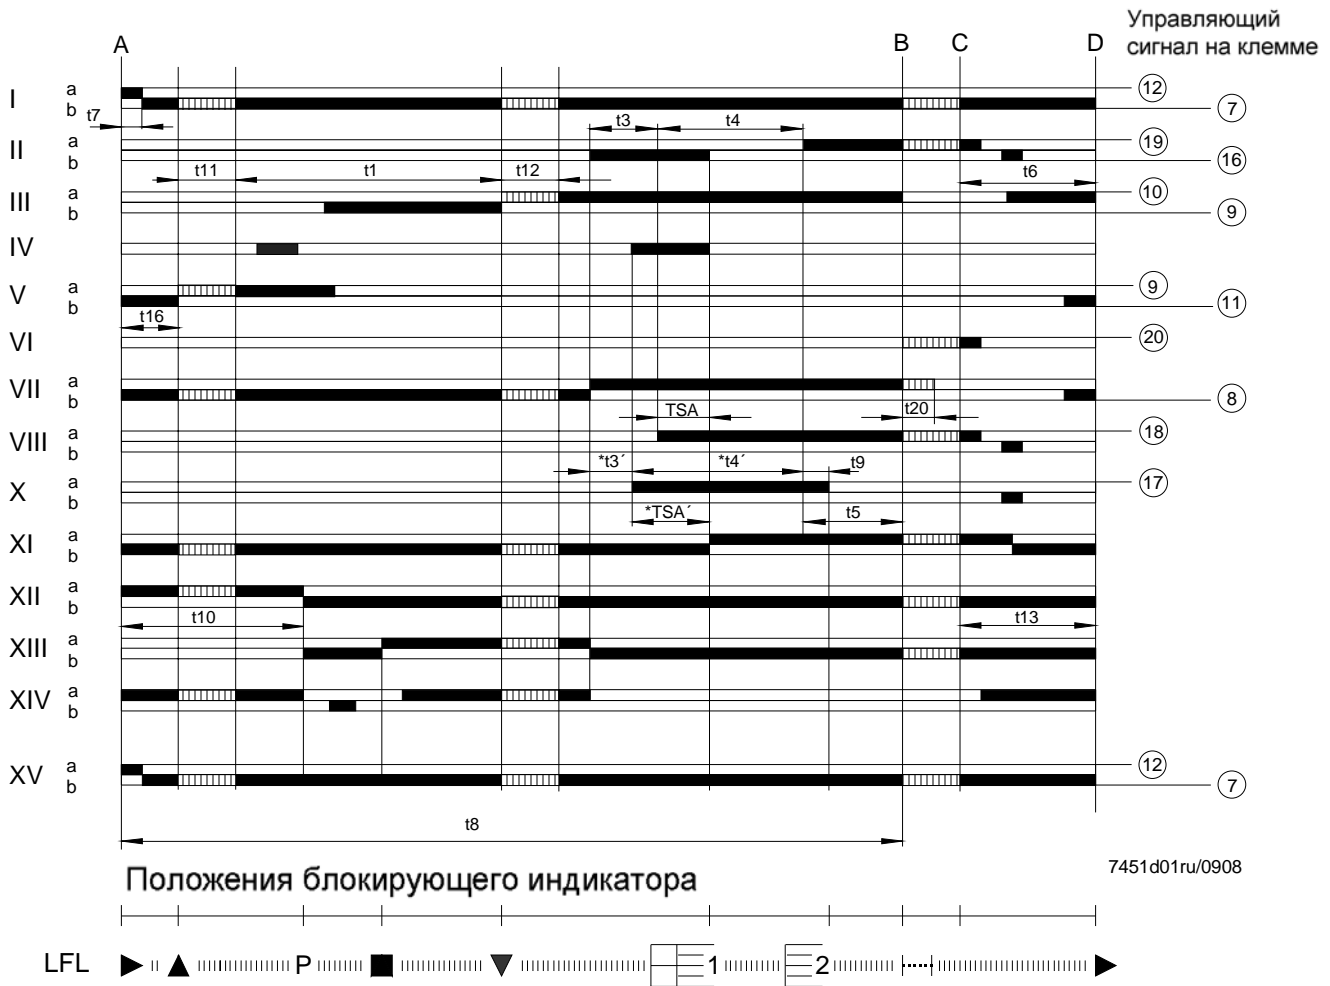 Управляющий
сигнал на клемме
A B C D
I a b t7 12 7
t3 t4
II a b 19 16
t11 t1 t12 t6
III a b 10 9
IV
V a b 9 11
t16
VI 20
VII a b 8
TSA t20
VIII a b 18
*t3´ *t4´ t9
X a b 17
*TSA´ t5
XI a b
XII a b
t10 t13
XIII a b
XIV a b
XV a b 12 7
t8
7451d01ru/0908
Положения блокирующего индикатора
LFL P 1 2